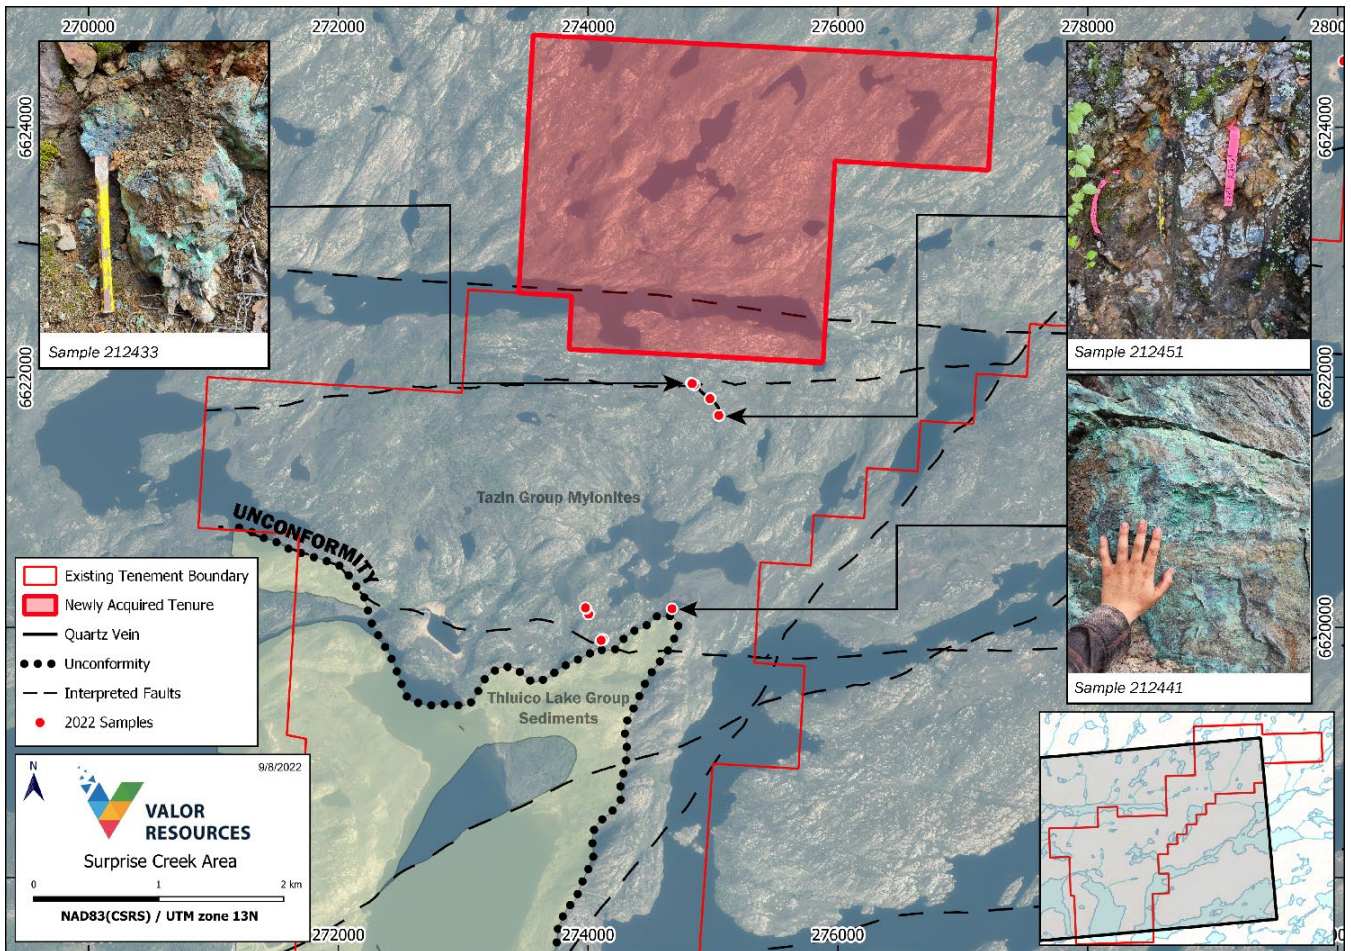 270000
272000
274000
276000
278000
6624000
6624000
Sample 212433
Sample 212451
6622000
6622000
Tazin Group Mylonites
UNCONFORMITY
Existing Tenement Boundary
Newly Acquired Tenure
Quartz Vein
Unconformity
Interpreted Faults
2022 Samples
6620000
Thluico Lake Group
Sediments
Sample 212441
N
9/8/2022
VALOR
RESOURCES
Surprise Creek Area
0 1 2 km
NAD83(CSRS) / UTM zone 13N
272000
274000
276000